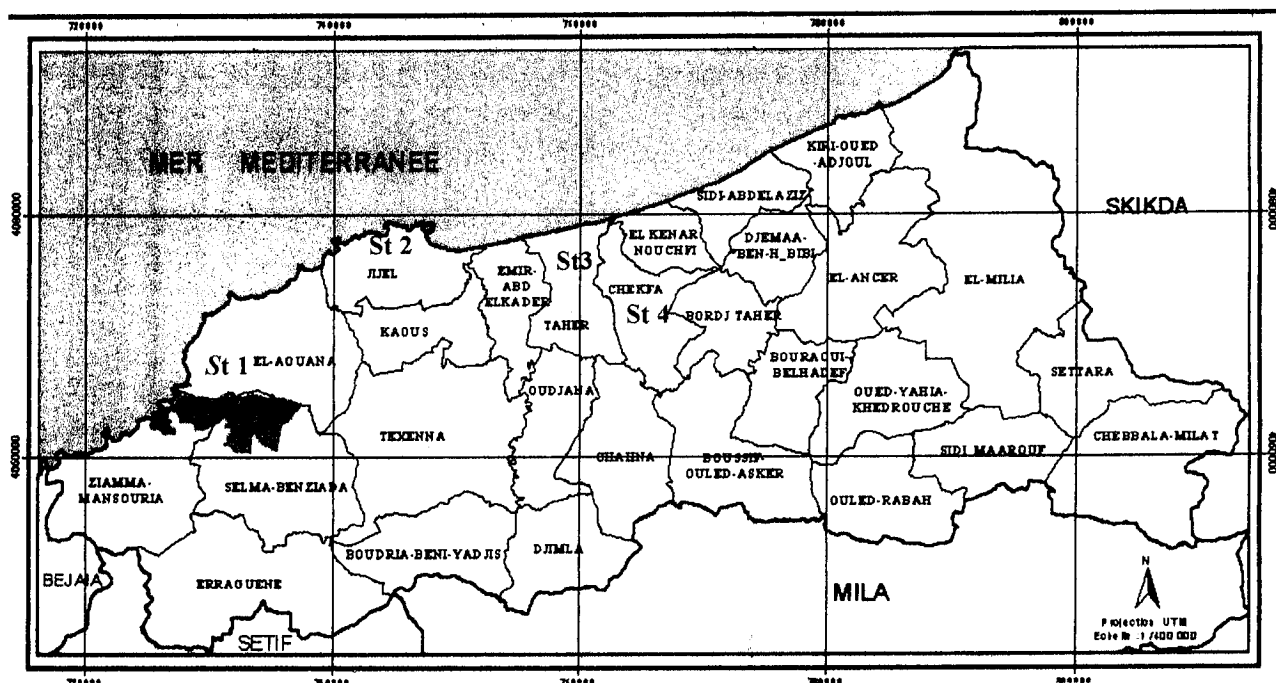 MER MEDITERRANEE
KIRI-OUED
-ADJOUL
SIDI-ABDELAZIZ
SKIKDA
St 2
JIJEL
EMIR-
ABD
ELKADER
St3
EL KENAR
NOUCHFI
DJEMAA-
BEN-H_BIBI
CHEKFA
EL-ANCER
EL-MILIA
KAOUS
TAHER
St 4
BORDJ TAHER
St 1
EL-AOUANA
BOURAOUI-
BELHADEF
SETTARA
OUDJANA
OUED-YAHIA-
KHEDROUCHE
TEXENNA
CHAHNA
BOUSSIF-
OULED-ASKER
SIDI MAAROUF
CHEBBALA-MILAT
ZIAMMA-
MANSOURIA
SELMA-BENZIADA
OULED-RABAH
BOUDRIA-BENI-YADJIS
DJIMLA
BEJAIA
ERRAGUENE
MILA
SETIF
N
Projection UTM